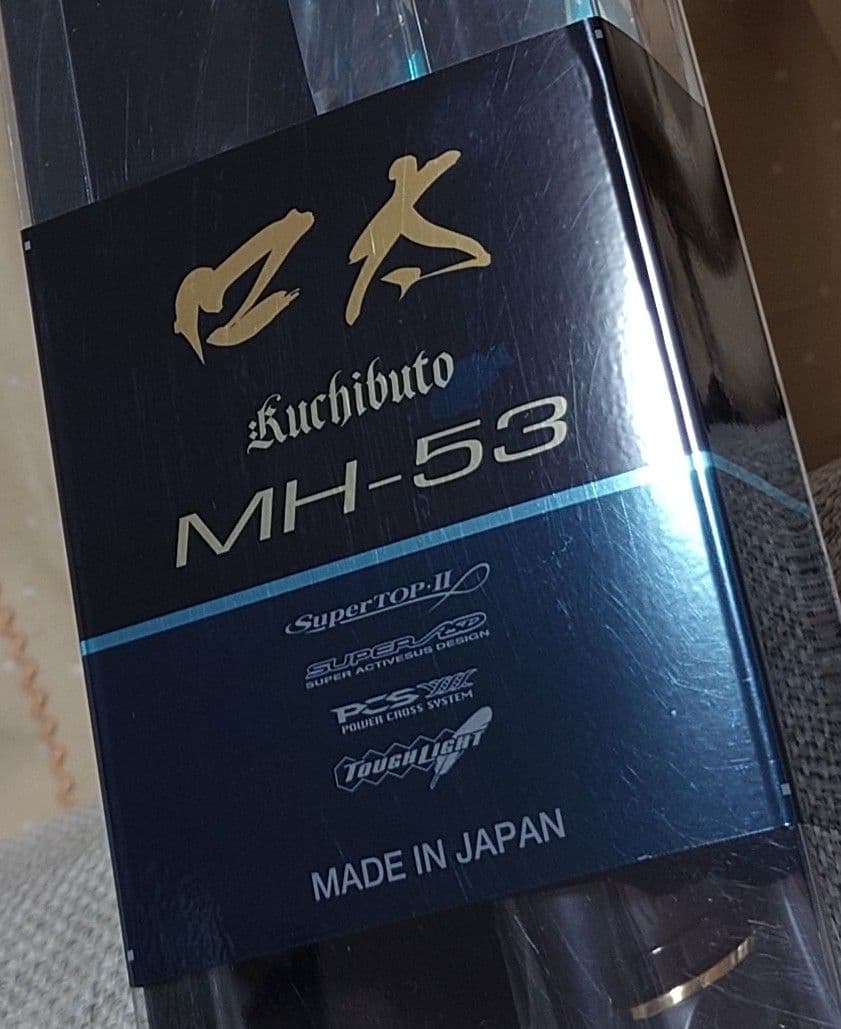 口太
Kuchibuto
MH-53
SuperTOP・II
SUPER ASD
SUPER ACTIVESUS DESIGN
PCS
POWER CROSS SYSTEM
TOUGHLIGHT
MADE IN JAPAN